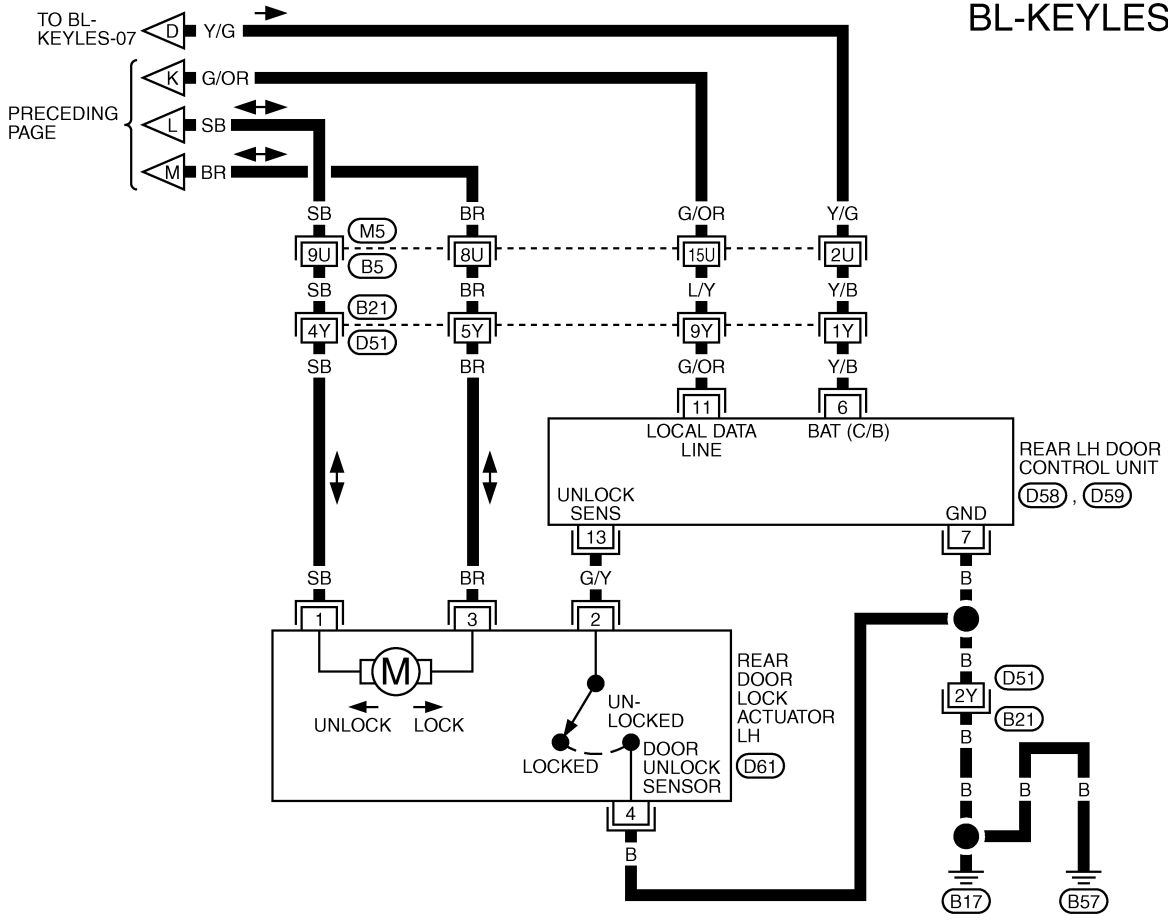 BL-KEYLES
TO BL-
KEYLES-07
D
Y/G
K
G/OR
PRECEDING
PAGE
L
SB
M
BR
SB
BR
G/OR
Y/G
M5
9U
8U
15U
2U
B5
SB
BR
L/Y
Y/B
B21
4Y
5Y
9Y
1Y
D51
SB
BR
G/OR
Y/B
11
6
LOCAL DATA
LINE
BAT (C/B)
REAR LH DOOR
CONTROL UNIT
D58 , D59
UNLOCK
SENS
GND
13
7
SB
BR
G/Y
B
1
3
2
M
UNLOCK
LOCK
UN-
LOCKED
LOCKED
DOOR
UNLOCK
SENSOR
REAR
DOOR
LOCK
ACTUATOR
LH
D61
4
B
B
D51
2Y
B21
B
B
B
B
B17
B57